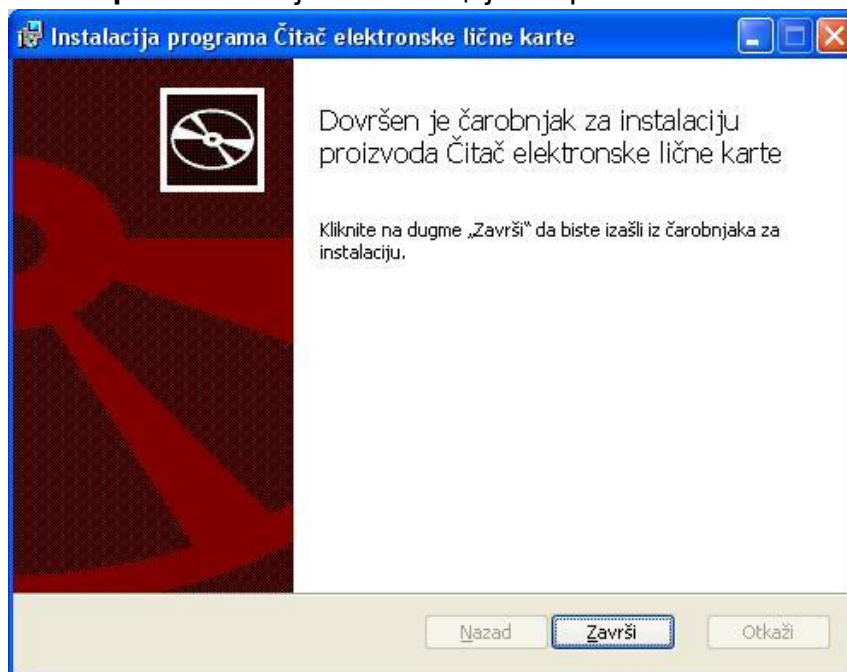 Instalacija programa Čitač elektronske lične karte
Dovršen je čarobnjak za instalaciju
proizvoda Čitač elektronske lične karte
Kliknite na dugme „Završi“ da biste izašli iz čarobnjaka za
instalaciju.
Nazad
Završi
Otkaži